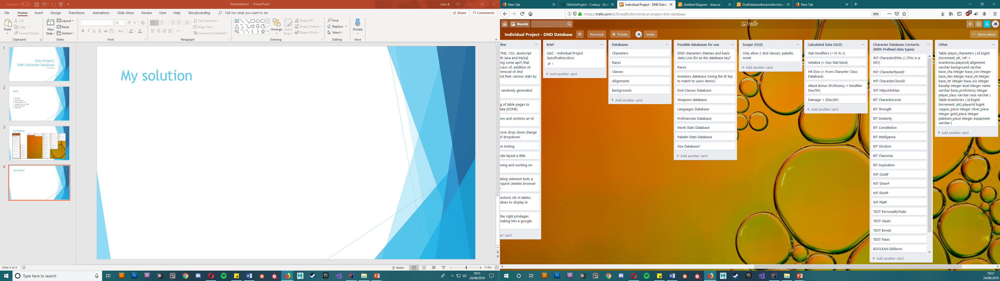 AutoSave Off
Presentation1 - PowerPoint
John B
File Home Insert Design Transitions Animations Slide Show Review View Help Storyboarding Tell me what you want to do
Share Comments
Paste
Cut
Copy
Format Painter
Clipboard
New
Slide
Layout
Reset
Section
Slides
18
Font
Text Direction
Align Text
Convert to SmartArt
Paragraph
Arrange
Quick
Styles
Shape Fill
Shape Outline
Shape Effects
Drawing
Find
Replace
Select
Editing
Dictate
Voice
1
Solo Project:
DND Character Database
2
Brief
3
My Solution
4
My solution
My solution
Slide 4 of 4
Notes
114%
Type here to search
19:51
24/09/2019
New Tab
QASoloProject - Codacy - Das
Individual Project - DND Datab
Untitled Diagram - draw.io
DndDatabaseBackendArchitect
New Tab
https://trello.com/b/DnaqB0v8/individual-project-dnd-database
90%
Boards
Trello
JB
Individual Project - DND Database
Personal
Private
JB
Invite
Show Menu
tline
HTML, CSS, JavaScript
th Java and MySql
ing some api?) that
ccess of, addition of,
removal of dnd
nd their various stats by
randomly generated
g of table pages to
data (DONE)
ons and sections an id
ove drop down change
of dropdown!
m testing
site layout a little
nning and working on
aking selenium tests a
equest (Jenkins browser
sections ids in tables,
values to display in
the right privilages
making him a google-
her card
Brief
QAC - Individual Project
Specification.docx
1
+ Add another card
Databases
Characters
Races
Classes
Allignments
Backgrounds
+ Add another card
Possible databases for use
DND characters (Names and basic
stats) Use IDs as the database key?
Races
Inventory database (Using the ID key
to match to users items!)
Dnd Classes Database
Weapons database
Languages Database
Proficiencies Database
Monk Stats Database
Paladin Stats Database
Size Database?
+ Add another card
Scope! (OLD)
Only allow 2 dnd classes; paladin,
monk
+ Add another card
Calculated Data (OLD)
Stat modifiers (<10 % 2)
Initiative (= Dex Stat Mod)
Hit Dice (= From Character Class
Database)
Attack Bonus (Proficency + Modifier
Dex/Str)
Damage + (Dex/Str)
+ Add another card
Character Database Contents
(With Prefixed data types)
INT CharacterIDNo // (This is a
KEY)
INT CharacterRaceID
INT CharacterClassID
INT HitpointsMax
BIT CharacterLevel
BIT Strength
BIT Dexterity
BIT Constitution
BIT Intelligence
BIT Wisdom
BIT Charisma
BIT Inspiration
INT GoldP
INT SilverP
INT ElectP
INT PlatP
TEXT PersonalityTraits
TEXT Ideals
TEXT Bonds
TEXT Flaws
BOOLEAN SkillAcro
+ Add another card
Other
Table player_characters { id bigint
[increment, pK, ref: >
inventories.playerid] alignment
varchar background varchar
base_cha integer base_con integer
base_dex integer base_int integer
base_str integer base_wis integer
basehp integer level integer name
varchar base_proficiency integer
player_class varchar race varchar }
Table inventories { id bigint
[increment, pK] playerid bigint
copper_piece integer silver_piece
integer gold_piece integer
platinum_piece integer equipment
varchar }
+ Add another card
19:51
24/09/2019